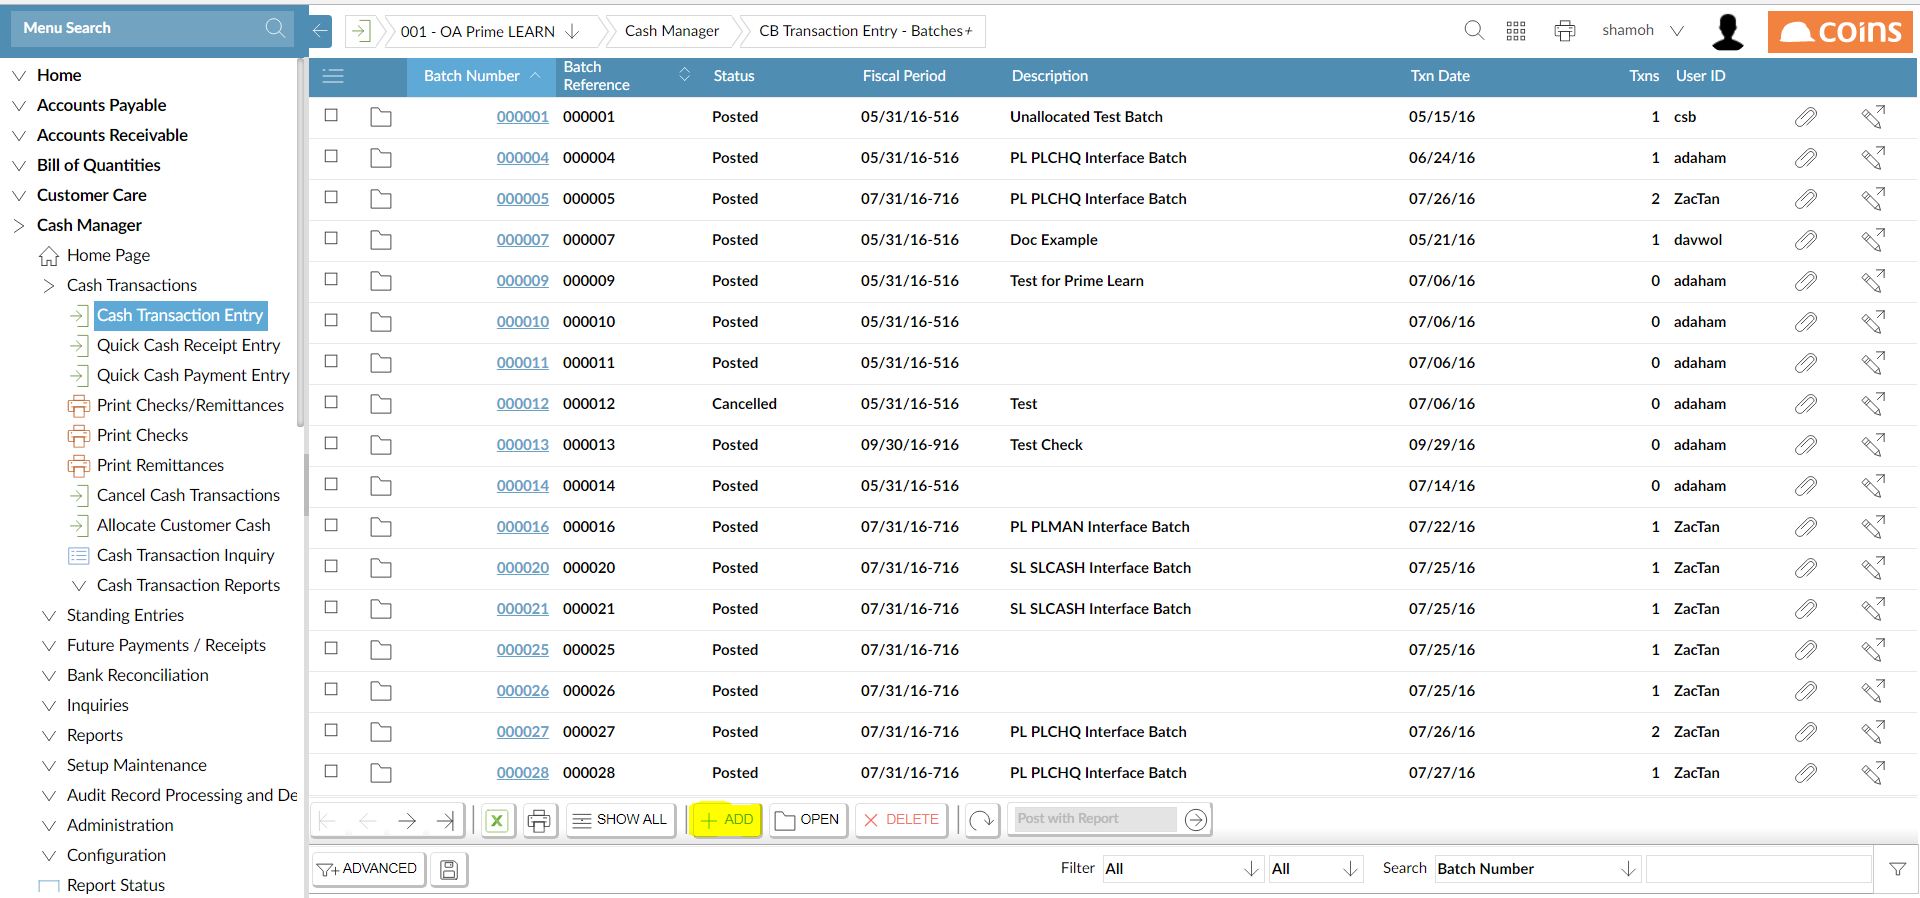 Menu Search
001 - OA Prime LEARN
Cash Manager
CB Transaction Entry - Batches+
shamoh
coins
Home
Accounts Payable
Accounts Receivable
Bill of Quantities
Customer Care
Cash Manager
Home Page
Cash Transactions
Cash Transaction Entry
Quick Cash Receipt Entry
Quick Cash Payment Entry
Print Checks/Remittances
Print Checks
Print Remittances
Cancel Cash Transactions
Allocate Customer Cash
Cash Transaction Inquiry
Cash Transaction Reports
Standing Entries
Future Payments / Receipts
Bank Reconciliation
Inquiries
Reports
Setup Maintenance
Audit Record Processing and De
Administration
Configuration
Report Status
Batch Number Batch Reference Status Fiscal Period Description Txn Date Txns User ID
000001 000001 Posted 05/31/16-516 Unallocated Test Batch 05/15/16 1 csb
000004 000004 Posted 05/31/16-516 PL PLCHQ Interface Batch 06/24/16 1 adaham
000005 000005 Posted 07/31/16-716 PL PLCHQ Interface Batch 07/26/16 2 ZacTan
000007 000007 Posted 05/31/16-516 Doc Example 05/21/16 1 davwol
000009 000009 Posted 05/31/16-516 Test for Prime Learn 07/06/16 0 adaham
000010 000010 Posted 05/31/16-516 07/06/16 0 adaham
000011 000011 Posted 05/31/16-516 07/06/16 0 adaham
000012 000012 Cancelled 05/31/16-516 Test 07/06/16 0 adaham
000013 000013 Posted 09/30/16-916 Test Check 09/29/16 0 adaham
000014 000014 Posted 05/31/16-516 07/14/16 0 adaham
000016 000016 Posted 07/31/16-716 PL PLMAN Interface Batch 07/22/16 1 ZacTan
000020 000020 Posted 07/31/16-716 SL SLCASH Interface Batch 07/25/16 1 ZacTan
000021 000021 Posted 07/31/16-716 SL SLCASH Interface Batch 07/25/16 1 ZacTan
000025 000025 Posted 07/31/16-716 07/25/16 1 ZacTan
000026 000026 Posted 07/31/16-716 07/25/16 1 ZacTan
000027 000027 Posted 07/31/16-716 PL PLCHQ Interface Batch 07/26/16 2 ZacTan
000028 000028 Posted 07/31/16-716 PL PLCHQ Interface Batch 07/27/16 1 ZacTan
X SHOW ALL + ADD OPEN DELETE Post with Report
ADVANCED Filter All All Search Batch Number